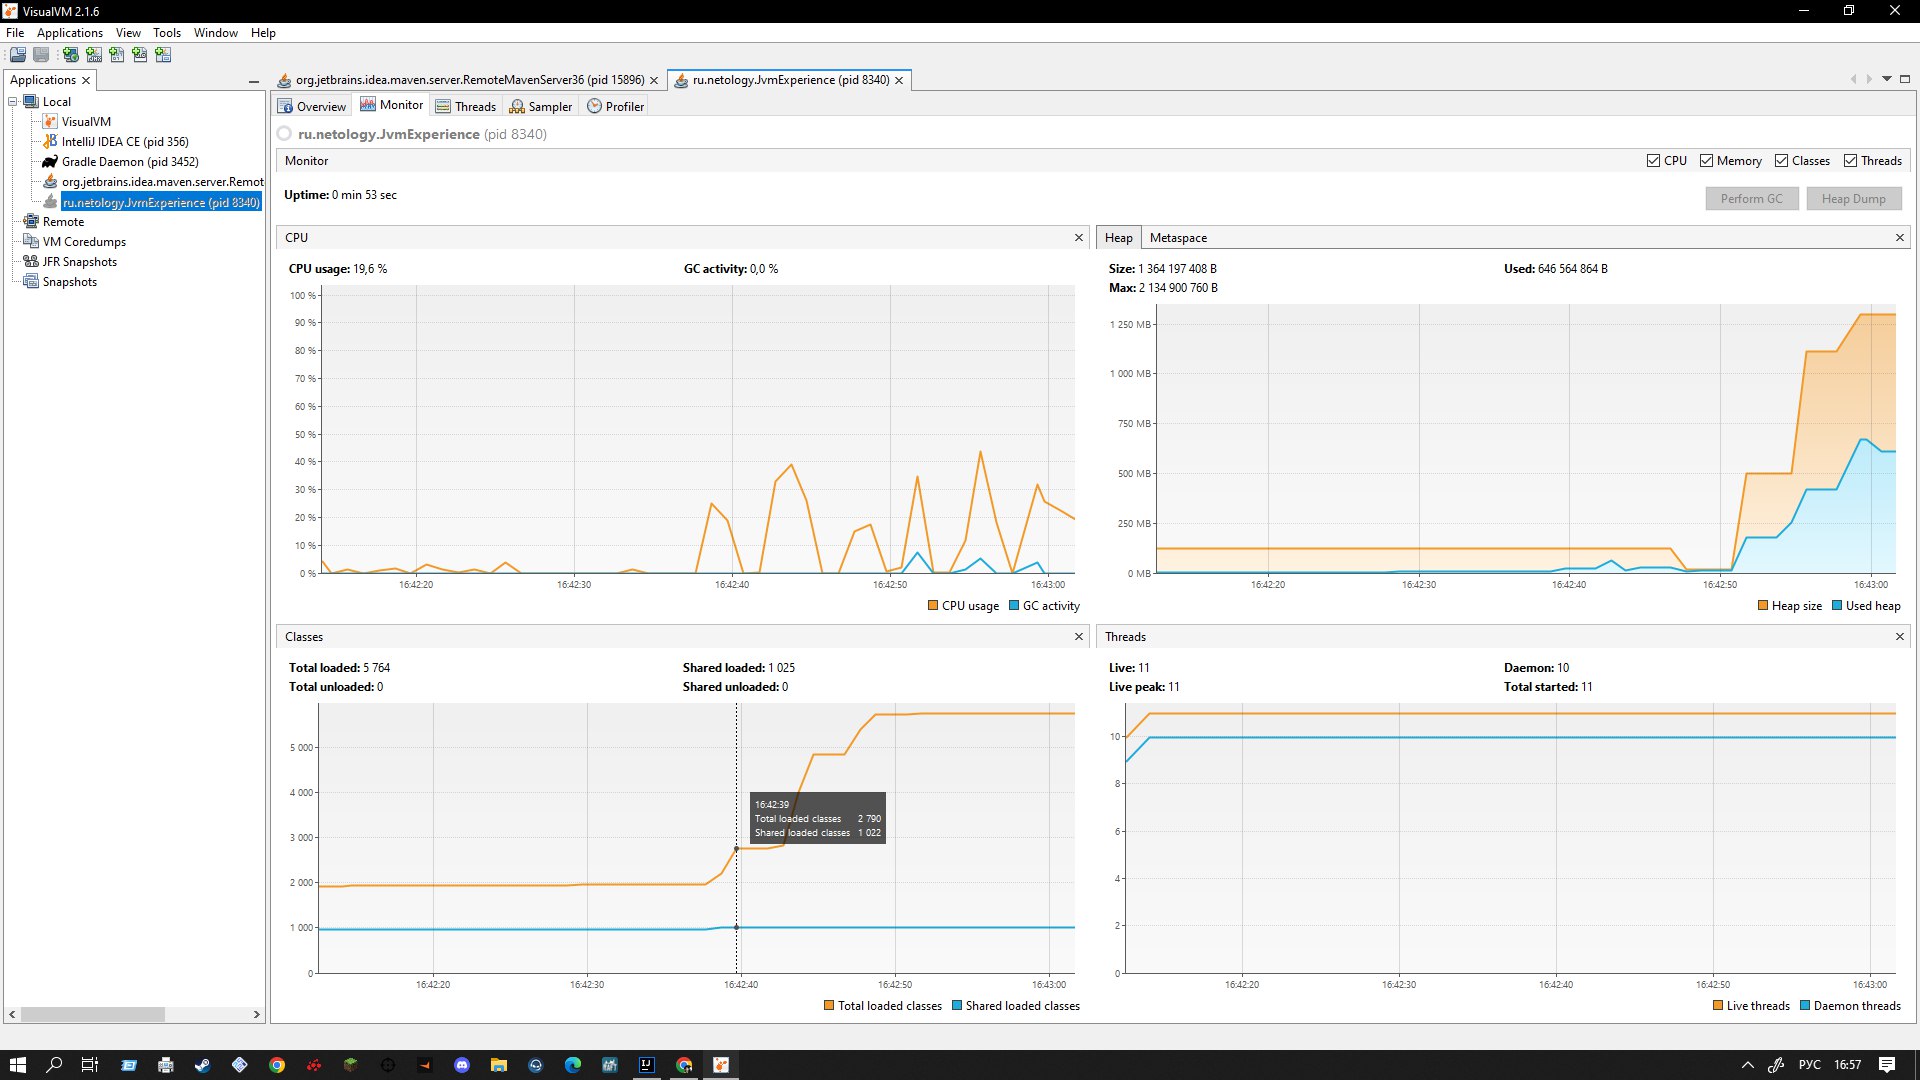 VisualVM 2.1.6
File Applications View Tools Window Help
Applications
Local
VisualVM
IntelliJ IDEA CE (pid 356)
Gradle Daemon (pid 3452)
org.jetbrains.idea.maven.server.Remot
ru.netology.JvmExperience (pid 8340)
Remote
VM Coredumps
JFR Snapshots
Snapshots
org.jetbrains.idea.maven.server.RemoteMavenServer36 (pid 15896)
ru.netology.JvmExperience (pid 8340)
Overview Monitor Threads Sampler Profiler
ru.netology.JvmExperience (pid 8340)
Monitor
CPU Memory Classes Threads
Uptime: 0 min 53 sec
Perform GC Heap Dump
CPU
CPU usage: 19,6 % GC activity: 0,0 %
100 %
90 %
80 %
70 %
60 %
50 %
40 %
30 %
20 %
10 %
0 %
16:42:20 16:42:30 16:42:40 16:42:50 16:43:00
CPU usage GC activity
Heap Metaspace
Size: 1 364 197 408 B Used: 646 564 864 B
Max: 2 134 900 760 B
1 250 MB
1 000 MB
750 MB
500 MB
250 MB
0 MB
16:42:20 16:42:30 16:42:40 16:42:50 16:43:00
Heap size Used heap
Classes
Total loaded: 5 764 Shared loaded: 1 025
Total unloaded: 0 Shared unloaded: 0
5 000
4 000
3 000
2 000
1 000
0
16:42:39
Total loaded classes 2 790
Shared loaded classes 1 022
16:42:20 16:42:30 16:42:40 16:42:50 16:43:00
Total loaded classes Shared loaded classes
Threads
Live: 11 Daemon: 10
Live peak: 11 Total started: 11
10
8
6
4
2
0
16:42:20 16:42:30 16:42:40 16:42:50 16:43:00
Live threads Daemon threads
РУС 16:57